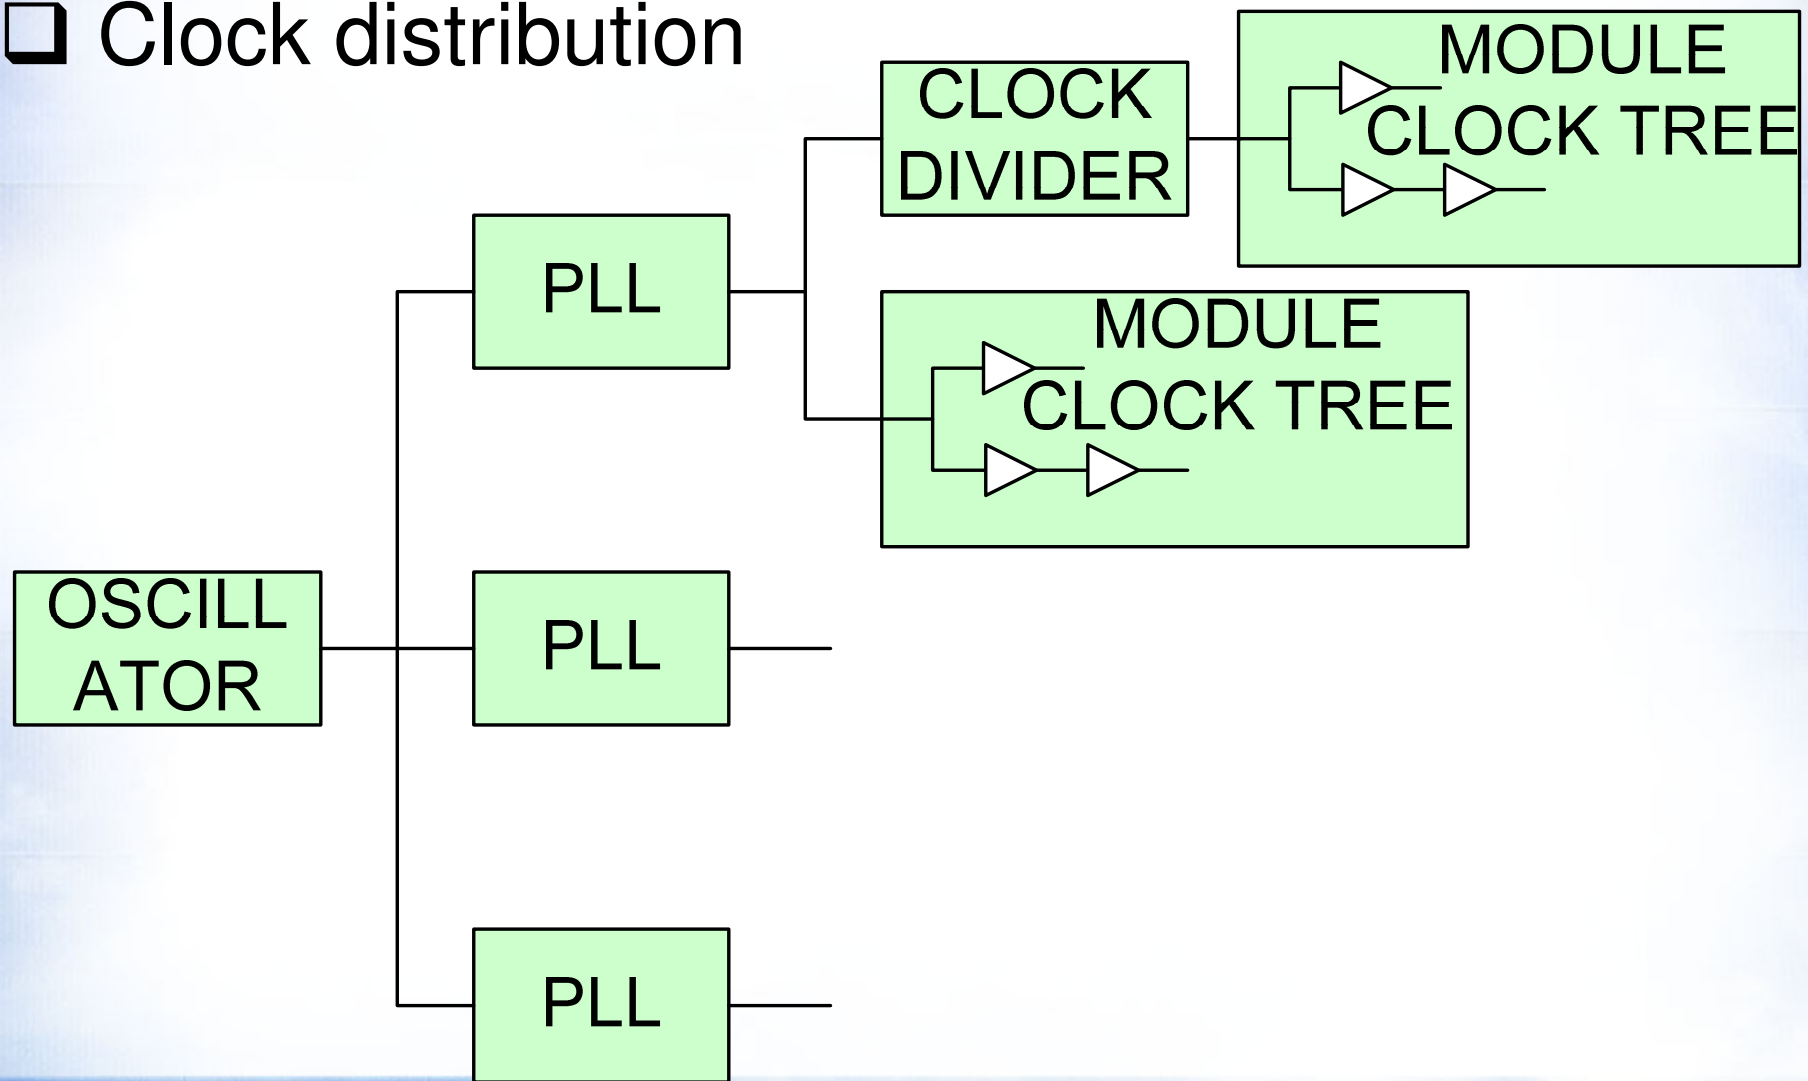 Clock distribution
MODULE
CLOCK TREE
CLOCK
DIVIDER
PLL
MODULE
CLOCK TREE
OSCILL
ATOR
PLL
PLL